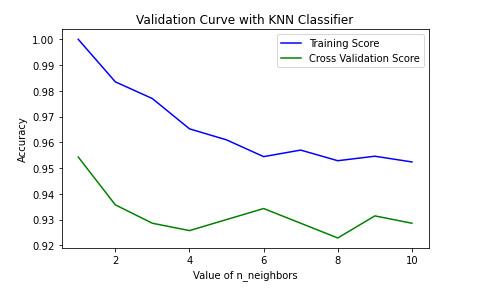 Validation Curve with KNN Classifier
Training Score
Cross Validation Score
1.00
0.99
0.98
0.97
0.96
0.95
0.94
0.93
0.92
Accuracy
2
4
6
8
10
Value of n_neighbors